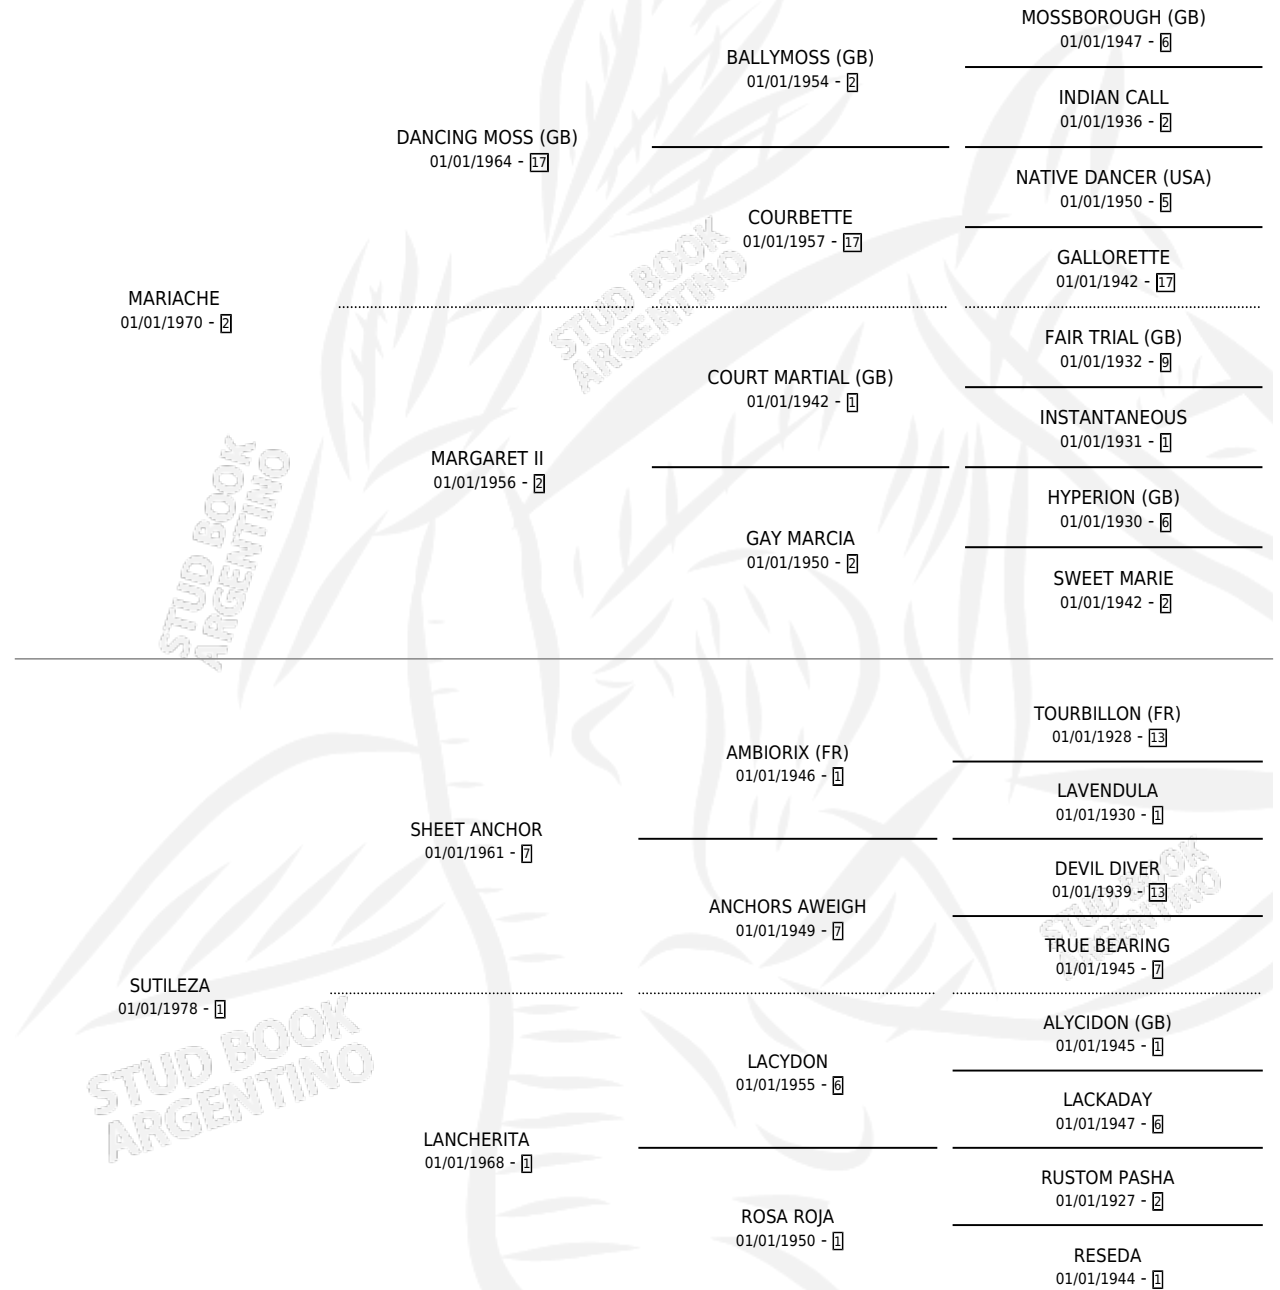 MOSSBOROUGH (GB)
01/01/1947 - 6
BALLYMOSS (GB)
01/01/1954 - 2
INDIAN CALL
01/01/1936 - 2
DANCING MOSS (GB)
01/01/1964 - 17
NATIVE DANCER (USA)
01/01/1950 - 5
COURBETTE
01/01/1957 - 17
GALLORETTE
01/01/1942 - 17
MARIACHE
01/01/1970 - 2
FAIR TRIAL (GB)
01/01/1932 - 9
COURT MARTIAL (GB)
01/01/1942 - 1
INSTANTANEOUS
01/01/1931 - 1
MARGARET II
01/01/1956 - 2
HYPERION (GB)
01/01/1930 - 6
GAY MARCIA
01/01/1950 - 2
SWEET MARIE
01/01/1942 - 2
STUD BOOK
ARGENTINO
STUD BOOK
ARGENTINO
TOURBILLON (FR)
01/01/1928 - 13
AMBIORIX (FR)
01/01/1946 - 1
LAVENDULA
01/01/1930 - 1
SHEET ANCHOR
01/01/1961 - 7
DEVIL DIVER
01/01/1939 - 13
ANCHORS AWEIGH
01/01/1949 - 7
TRUE BEARING
01/01/1945 - 7
STUD BOOK
ARGENTINO
SUTILEZA
01/01/1978 - 1
ALYCIDON (GB)
01/01/1945 - 1
LACYDON
01/01/1955 - 6
LACKADAY
01/01/1947 - 6
STUD BOOK
ARGENTINO
LANCHERITA
01/01/1968 - 1
RUSTOM PASHA
01/01/1927 - 2
ROSA ROJA
01/01/1950 - 1
RESEDA
01/01/1944 - 1